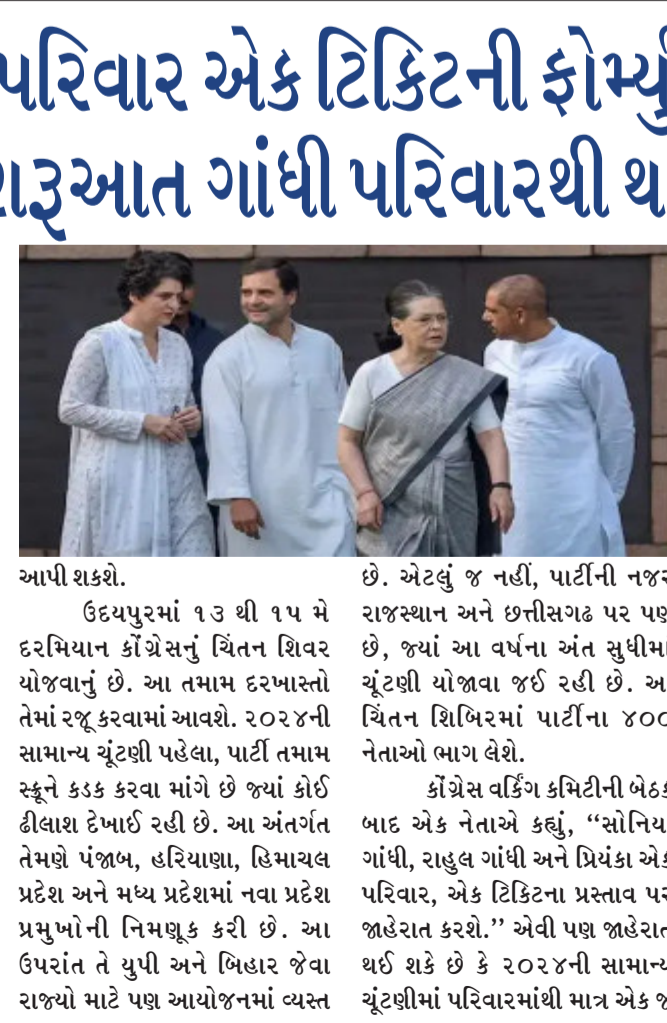 પરિવાર એક ટિકિટની
ગાંધી પરિવારથી
આપી શકશે.
ઉદયપુરમાં ૧૩ થી ૧૫ મે
દરમિયાન કોંગ્રેસનું ચિંતન શિવર
યોજવાનું છે. આ તમામ દરખાસ્તો
તેમાં રજૂ કરવામાં આવશે. ૨૦૨૪ની
સામાન્ય ચૂંટણી પહેલા, પાર્ટી તમામ
સ્ક્રૂને કડક કરવા માંગે છે જ્યાં કોઈ
ઢીલાશ દેખાઈ રહી છે. આ અંતર્ગત
તેમણે પંજાબ, હરિયાણા, હિમાચલ
પ્રદેશ અને મધ્ય પ્રદેશમાં નવા પ્રદેશ
પ્રમુખોની નિમણૂક કરી છે. આ
ઉપરાંત તે યુપી અને બિહાર જેવા
રાજ્યો માટે પણ આયોજનમાં વ્યસ્ત
છે. એટલું જ નહીં, પાર્ટીની
રાજસ્થાન અને છત્તીસગઢ પર પણ
છે, જ્યાં આ વર્ષના અંત
ચૂંટણી યોજાવા જઈ રહી છે.
ચિંતન શિબિરમાં પાર્ટીના ૪૦૦
નેતાઓ ભાગ લેશે.
કોંગ્રેસ વર્કિંગ કમિટીની
બાદ એક નેતાએ કહ્યું,
ગાંધી, રાહુલ ગાંધી અને પ્રિયંકા એક
પરિવાર, એક ટિકિટના પ્રસ્તાવ પર
જાહેરાત કરશે.’’ એવી પણ
થઈ શકે છે કે ૨૦૨૪ની સામાન્ય
ચૂંટણીમાં પરિવારમાંથી માત્ર એક જ